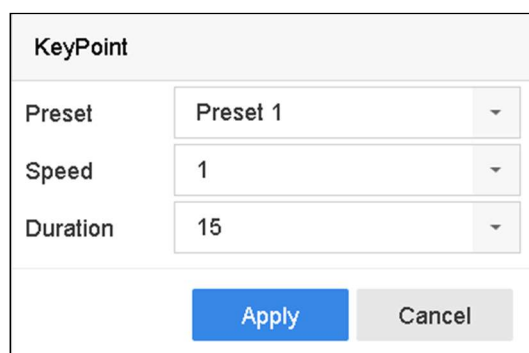 KeyPoint
Preset Preset 1
Speed 1
Duration 15
Apply Cancel